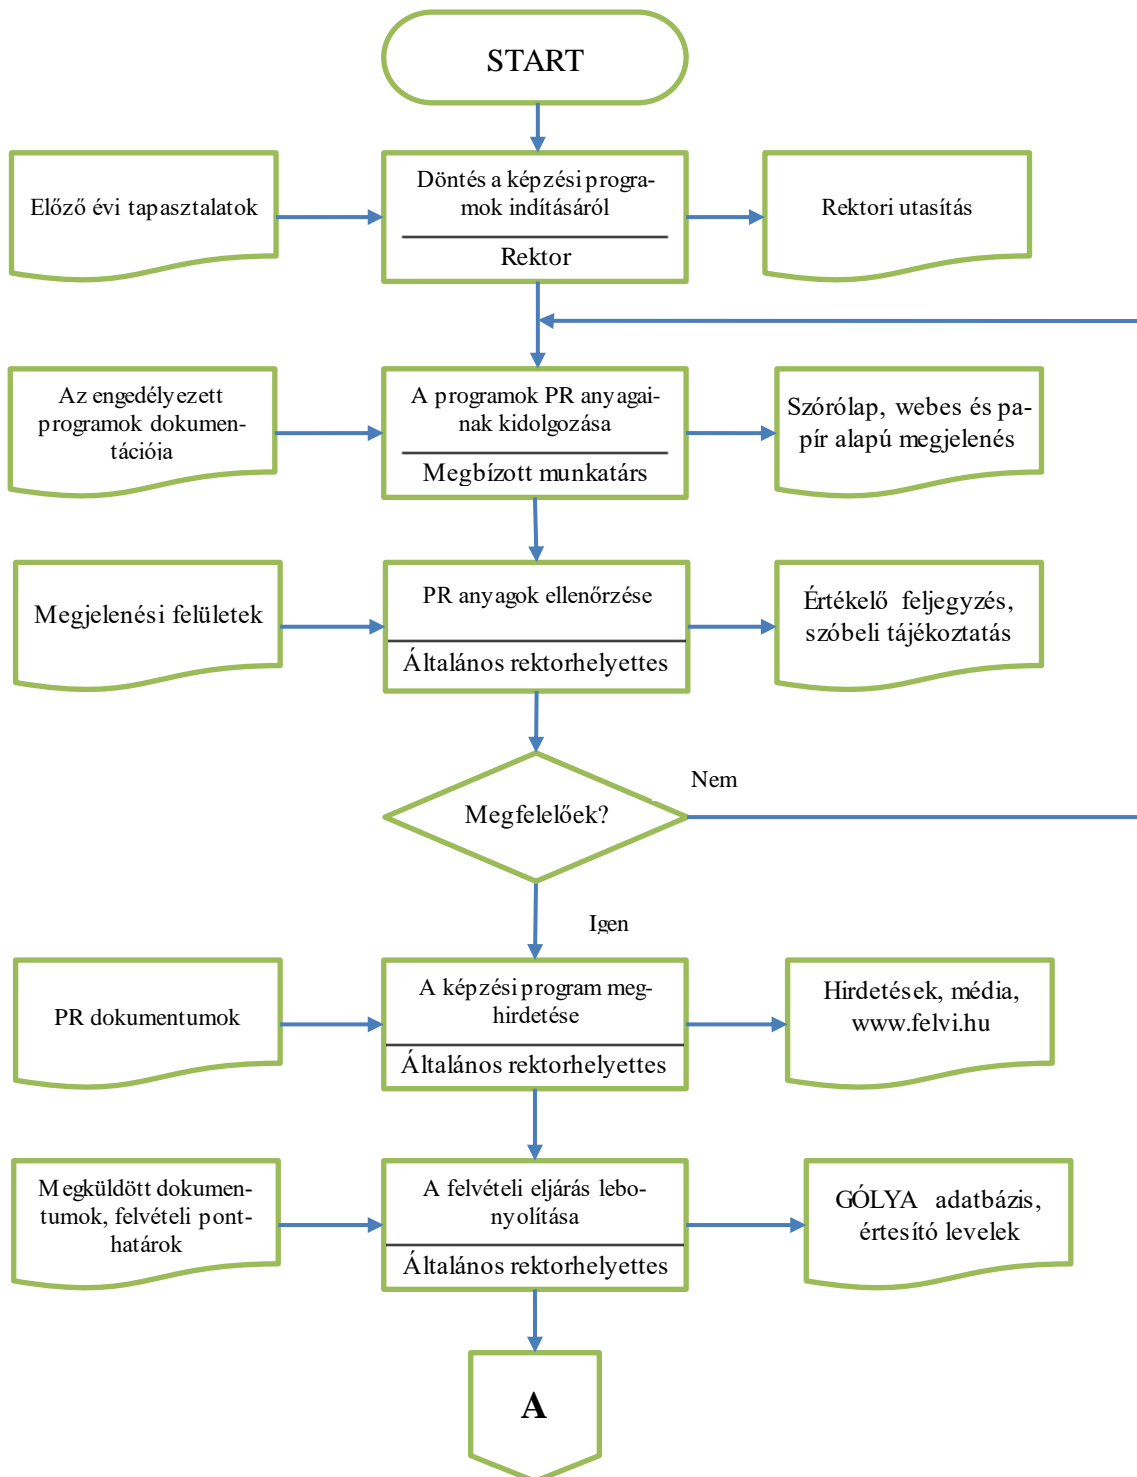 START
Előző évi tapasztalatok
Döntés a képzési progra-
mok indításáról
Rektor
Rektori utasítás
Az engedélyezett
programok dokumen-
tációja
A programok PR anyagai-
nak kidolgozása
Megbízott munkatárs
Szórólap, webes és pa-
pír alapú megjelenés
Megjelenési felületek
PR anyagok ellenőrzése
Általános rektorhelyettes
Értékelő feljegyzés,
szóbeli tájékoztatás
Megfelelőek?
Nem
Igen
PR dokumentumok
A képzési program meg-
hirdetése
Általános rektorhelyettes
Hirdetések, média,
www.felvi.hu
Megküldött dokumen-
tumok, felvételi pont-
határok
A felvételi eljárás lebo-
nyolítása
Általános rektorhelyettes
GÓLYA adatbázis,
értesítő levelek
A